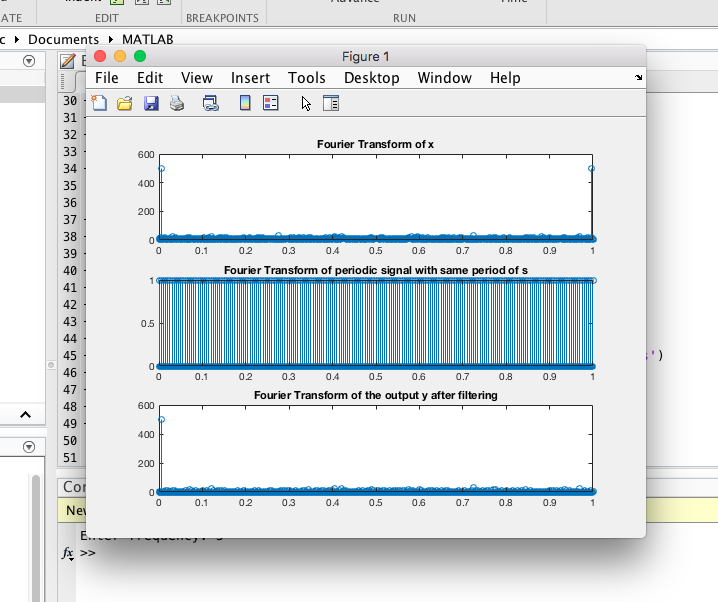 ATE EDIT BREAKPOINTS RUN
c ▸ Documents ▸ MATLAB
Figure 1
File Edit View Insert Tools Desktop Window Help
30
31
32
33
34
35
36
37
38
39
40
41
42
43
44
45
46
47
48
49
50
51
Fourier Transform of x
600
400
200
0
0 0.1 0.2 0.3 0.4 0.5 0.6 0.7 0.8 0.9 1
Fourier Transform of periodic signal with same period of s
1
0.5
0
0 0.1 0.2 0.3 0.4 0.5 0.6 0.7 0.8 0.9 1
Fourier Transform of the output y after filtering
600
400
200
0
0 0.1 0.2 0.3 0.4 0.5 0.6 0.7 0.8 0.9 1
s')
Cor
New
fx >>